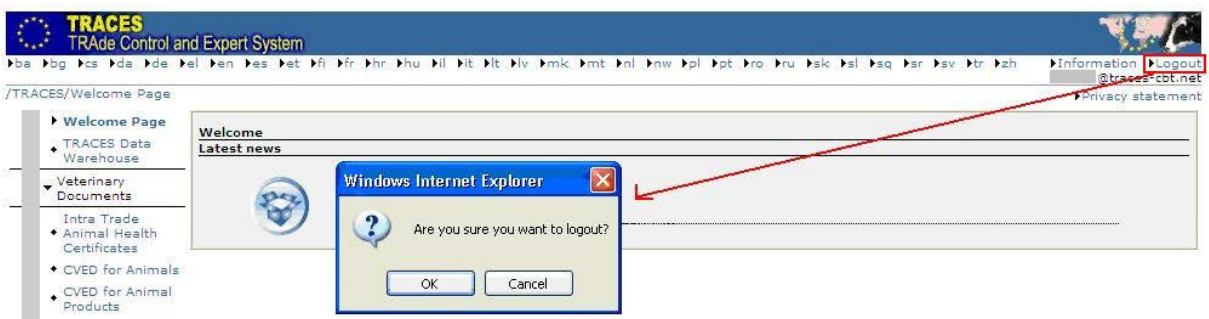 TRACES
TRAde Control and Expert System
ba bg cs da de el en es et fi fr hr hu il it lt lv mk mt nl nw pl pt ro ru sk sl sq sr sv tr zh Information Logout
@traces-cbt.net
/TRACES/Welcome Page Privacy statement
Welcome Page
TRACES Data
Warehouse
Veterinary
Documents
Intra Trade
Animal Health
Certificates
CVED for Animals
CVED for Animal
Products
Welcome
Latest news
Windows Internet Explorer
Are you sure you want to logout?
OK Cancel